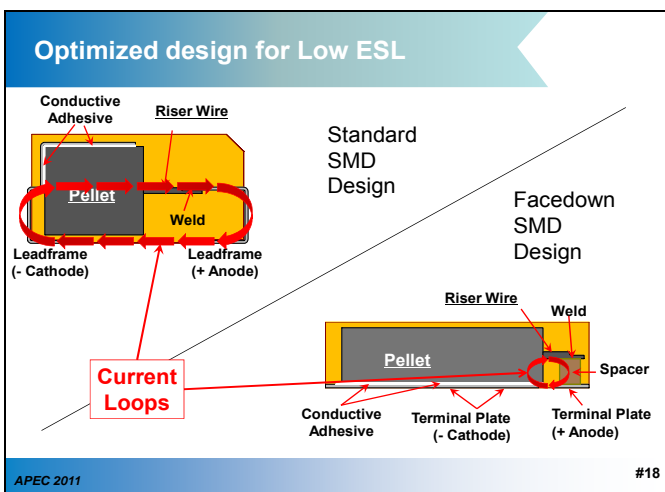 Optimized design for Low ESL
Conductive
Adhesive
Riser Wire
Pellet
Weld
Leadframe
(- Cathode)
Leadframe
(+ Anode)
Standard
SMD
Design
Facedown
SMD
Design
Current
Loops
Riser Wire
Weld
Pellet
Spacer
Conductive
Adhesive
Terminal Plate
(- Cathode)
Terminal Plate
(+ Anode)
APEC 2011
#18